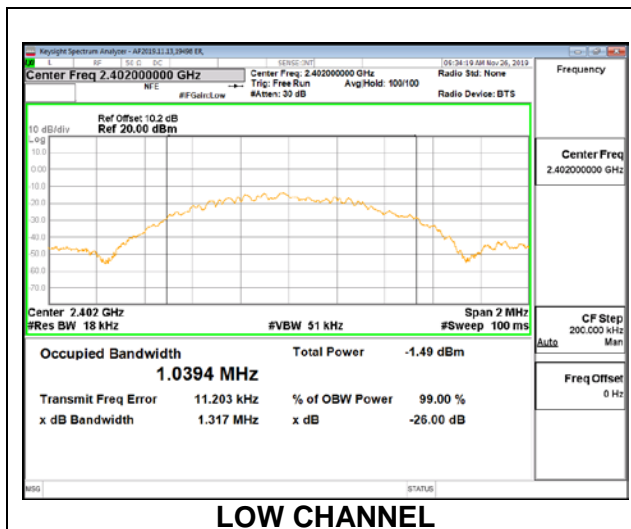 Keysight Spectrum Analyzer - AP2019.11.13,19498 ER,
L RF 50 Ω DC SENSE:INT 09:34:19 AM Nov 26, 2019
Center Freq 2.402000000 GHz Center Freq: 2.402000000 GHz Radio Std: None Frequency
NFE Trig: Free Run Avg|Hold: 100/100
#IFGain:Low #Atten: 30 dB Radio Device: BTS
Ref Offset 10.2 dB
10 dB/div Ref 20.00 dBm
Log
10.0
0.00
10.0
20.0
30.0
40.0
50.0
60.0
70.0
Center Freq
2.402000000 GHz
Center 2.402 GHz Span 2 MHz
#Res BW 18 kHz #VBW 51 kHz #Sweep 100 ms
CF Step
200.000 kHz
Auto Man
Occupied Bandwidth Total Power -1.49 dBm
1.0394 MHz
Freq Offset
0 Hz
Transmit Freq Error 11.203 kHz % of OBW Power 99.00 %
x dB Bandwidth 1.317 MHz x dB -26.00 dB
MSG STATUS
LOW CHANNEL